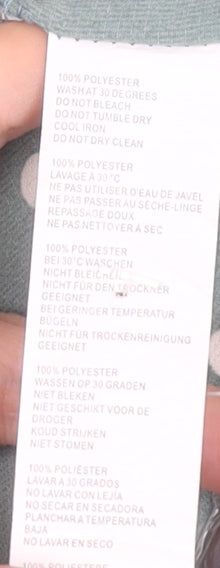 100% POLYESTER
WASH AT 30 DEGREES
DO NOT BLEACH
DO NOT TUMBLE DRY
COOL IRON
DO NOT DRY CLEAN
100% POLYESTER
LAVAGE À 30 °C
NE PAS UTILISER D'EAU DE JAVEL
NE PAS PASSER AU SÈCHE-LINGE
REPASSAGE DOUX
NE PAS NETTOYER À SEC
100% POLYESTER
BEI 30°C WASCHEN
NICHT BLEICHEN
NICHT FÜR DEN TROCKNER
GEEIGNET
BEI GERINGER TEMPERATUR
BÜGELN
NICHT FÜR TROCKENREINIGUNG
GEEIGNET
100% POLYESTER
WASSEN OP 30 GRADEN
NIET BLEKEN
NIET GESCHIKT VOOR DE
DROGER
KOUD STRIJKEN
NIET STOMEN
100% POLIÉSTER
LAVAR A 30 GRADOS
NO LAVAR CON LEJÍA
NO SECAR EN SECADORA
PLANCHAR A TEMPERATURA
BAJA
NO LAVAR EN SECO